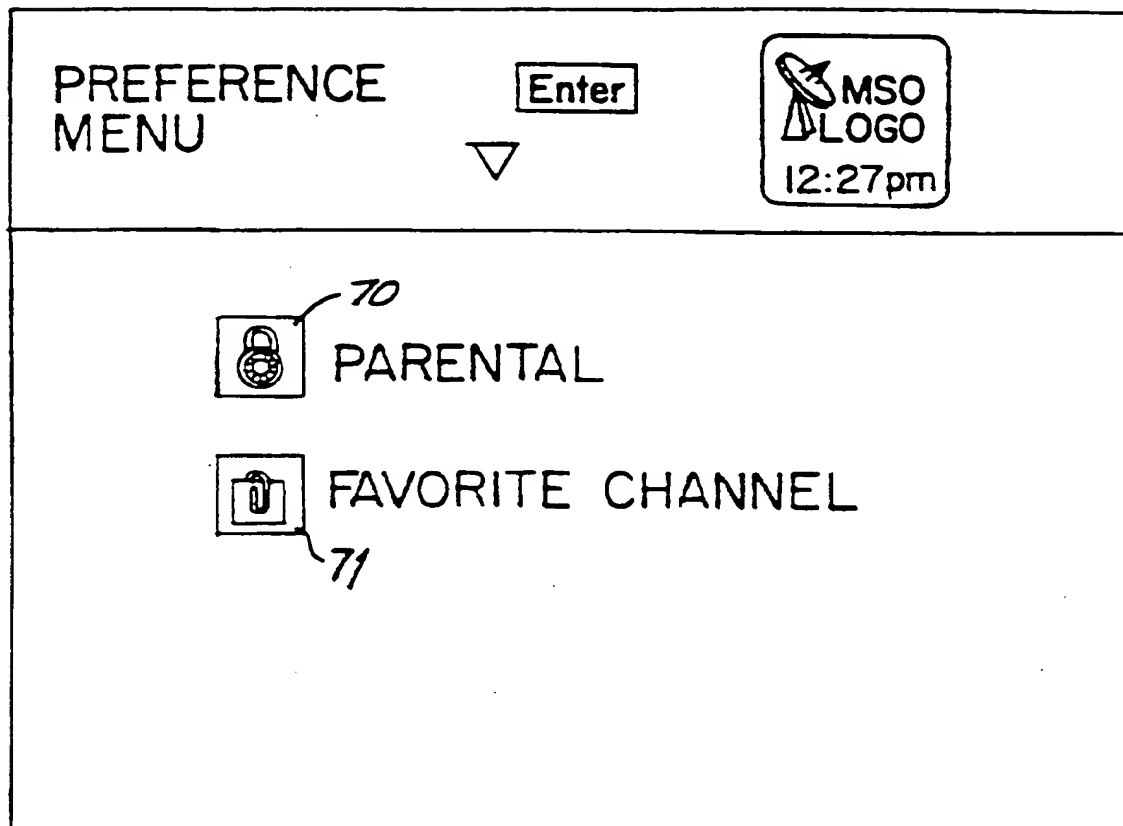 PREFERENCE
MENU
Enter
MSO
LOGO
12:27pm
70
PARENTAL
FAVORITE CHANNEL
71